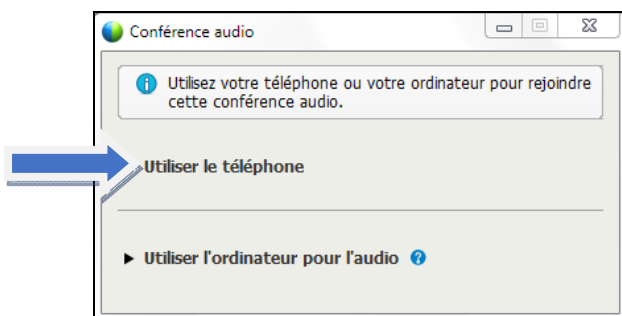 Conférence audio
Utilisez votre téléphone ou votre ordinateur pour rejoindre
cette conférence audio.
Utiliser le téléphone
Utiliser l'ordinateur pour l'audio